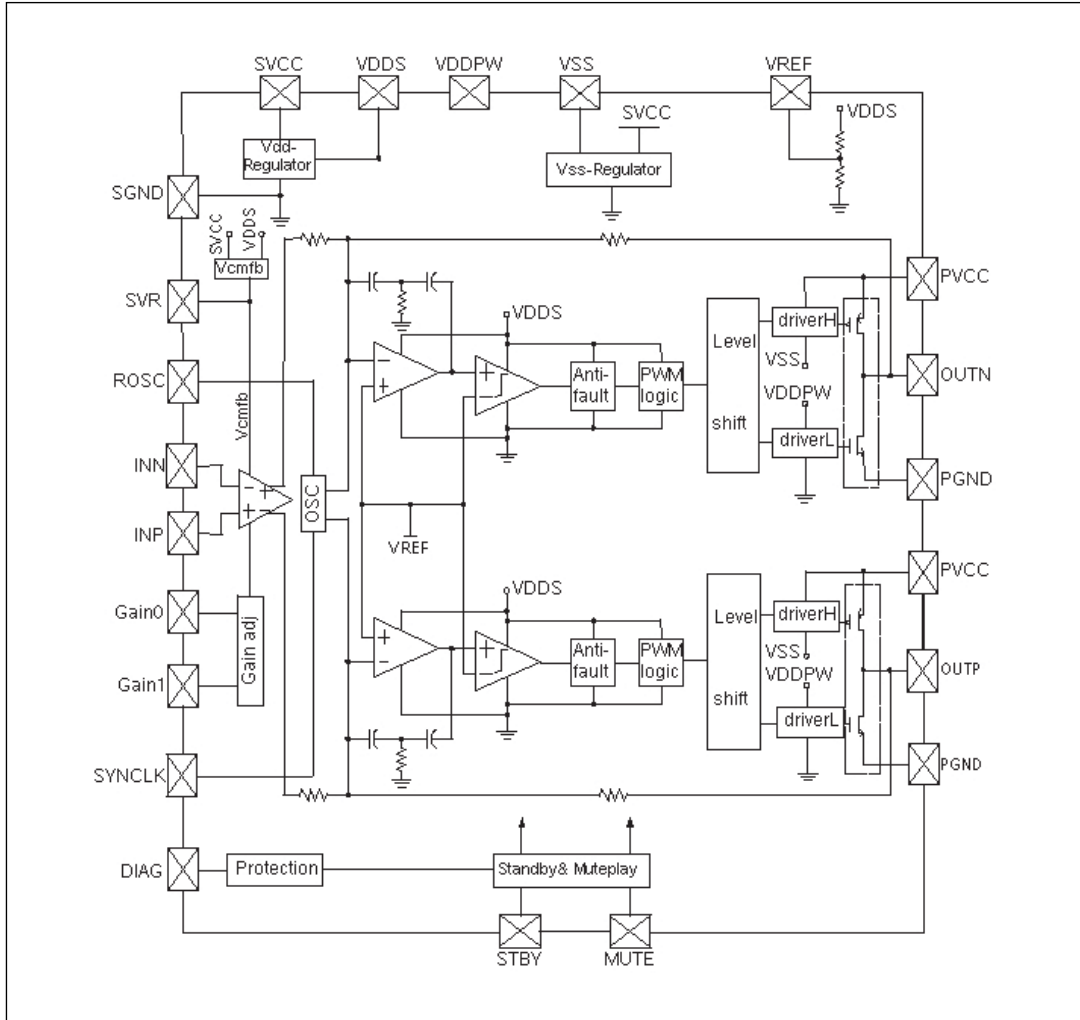 SVCC
VDDS
VDDPW
VSS
VREF
SVCC
VDDS
Vdd-
Regulator
Vss-Regulator
SGND
SVCC
VDDS
Vcmfb
SVR
PVCC
VDDS
driverH
Level
shift
VSS
ROSC
Anti-
fault
PWM
logic
OUTN
VDDPW
Vcmfb
driverL
INN
PGND
OSC
INP
VREF
PVCC
VDDS
Gain0
Level
shift
driverH
Gain adj
Anti-
fault
PWM
logic
VSS
VDDPW
OUTP
Gain1
driverL
SYNCLK
PGND
DIAG
Protection
Standby& Muteplay
STBY
MUTE